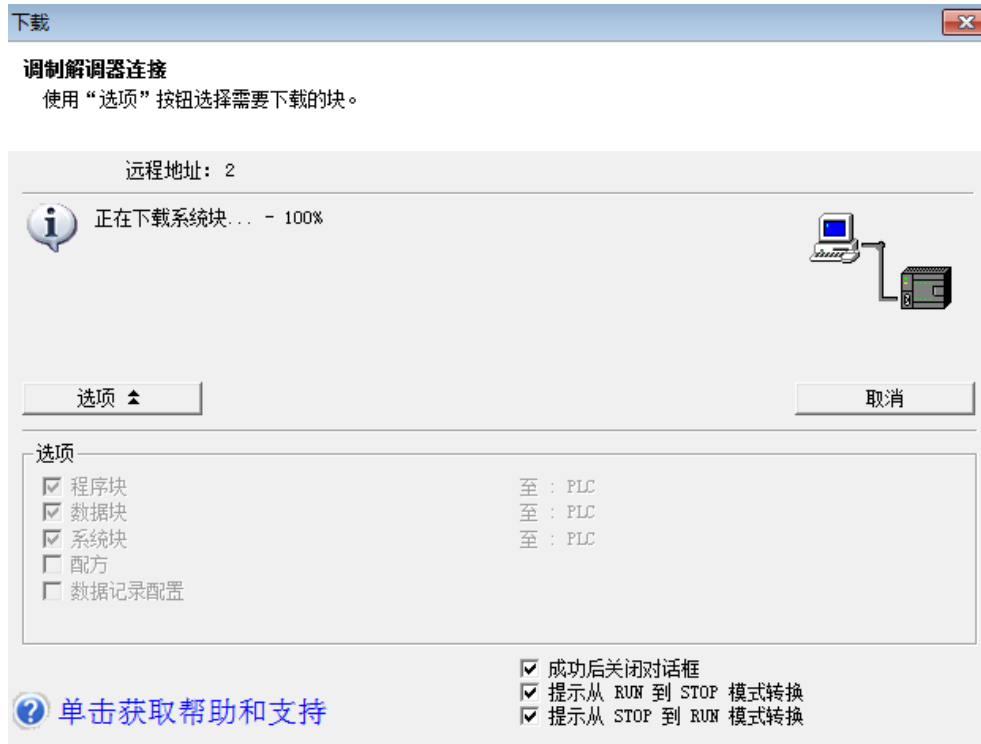 下载
调制解调器连接
使用“选项”按钮选择需要下载的块。
远程地址: 2
正在下载系统块... - 100%
选项
取消
选项
程序块 至 : PLC
数据块 至 : PLC
系统块 至 : PLC
配方
数据记录配置
成功后关闭对话框
提示从 RUN 到 STOP 模式转换
提示从 STOP 到 RUN 模式转换
单击获取帮助和支持